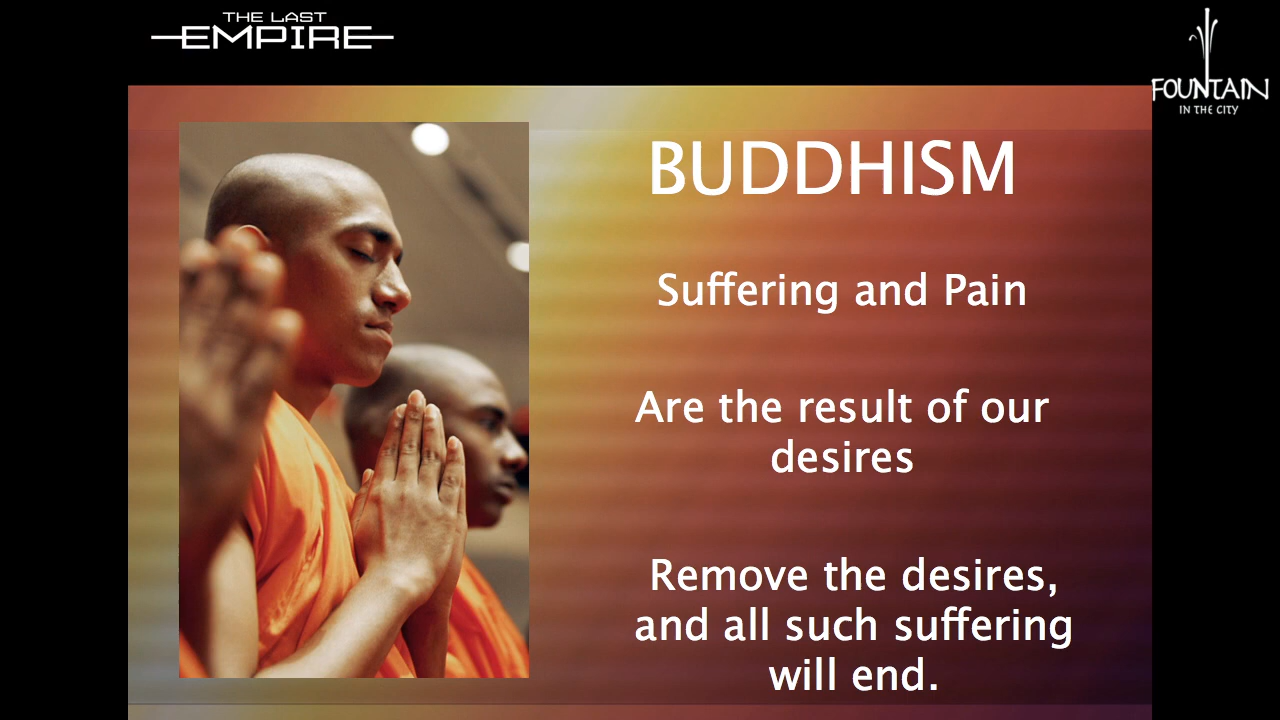 THE LAST
EMPIRE
FOUNTAIN
IN THE CITY
BUDDHISM
Suffering and Pain
Are the result of our
desires
Remove the desires,
and all such suffering
will end.